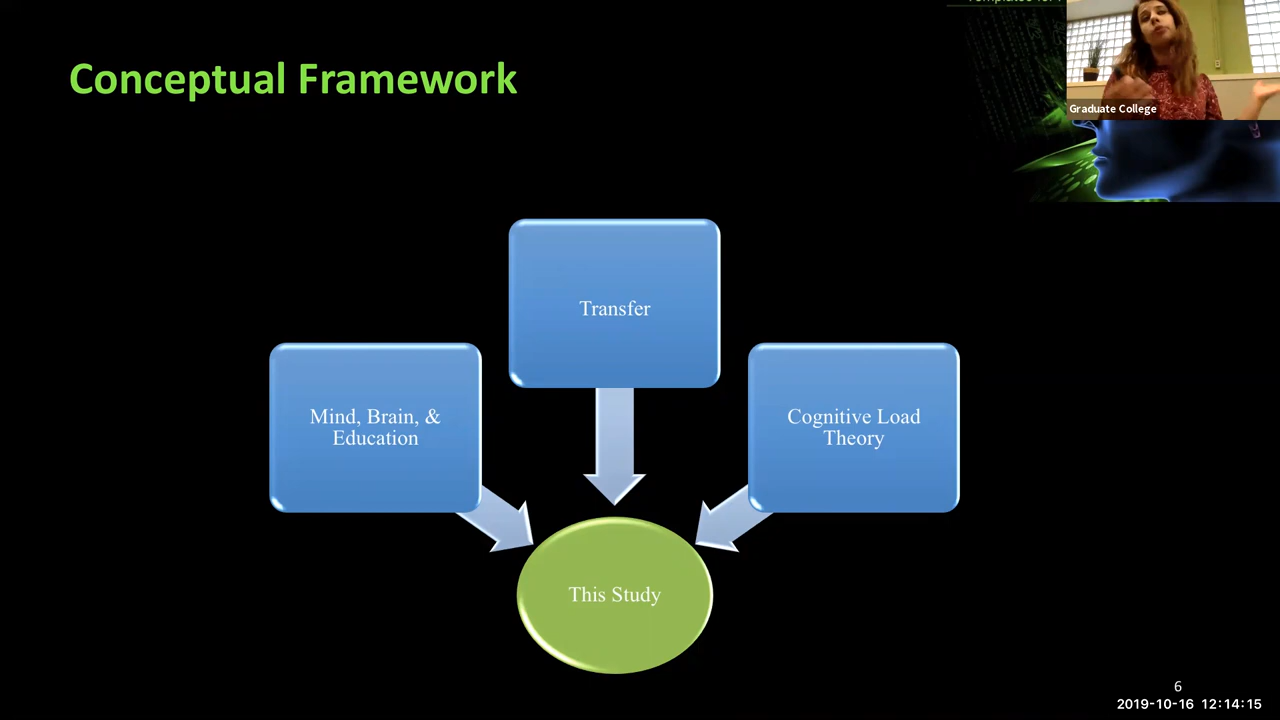 Conceptual Framework
Graduate College
Transfer
Mind, Brain, &
Education
Cognitive Load
Theory
This Study
6
2019-10-16 12:14:15